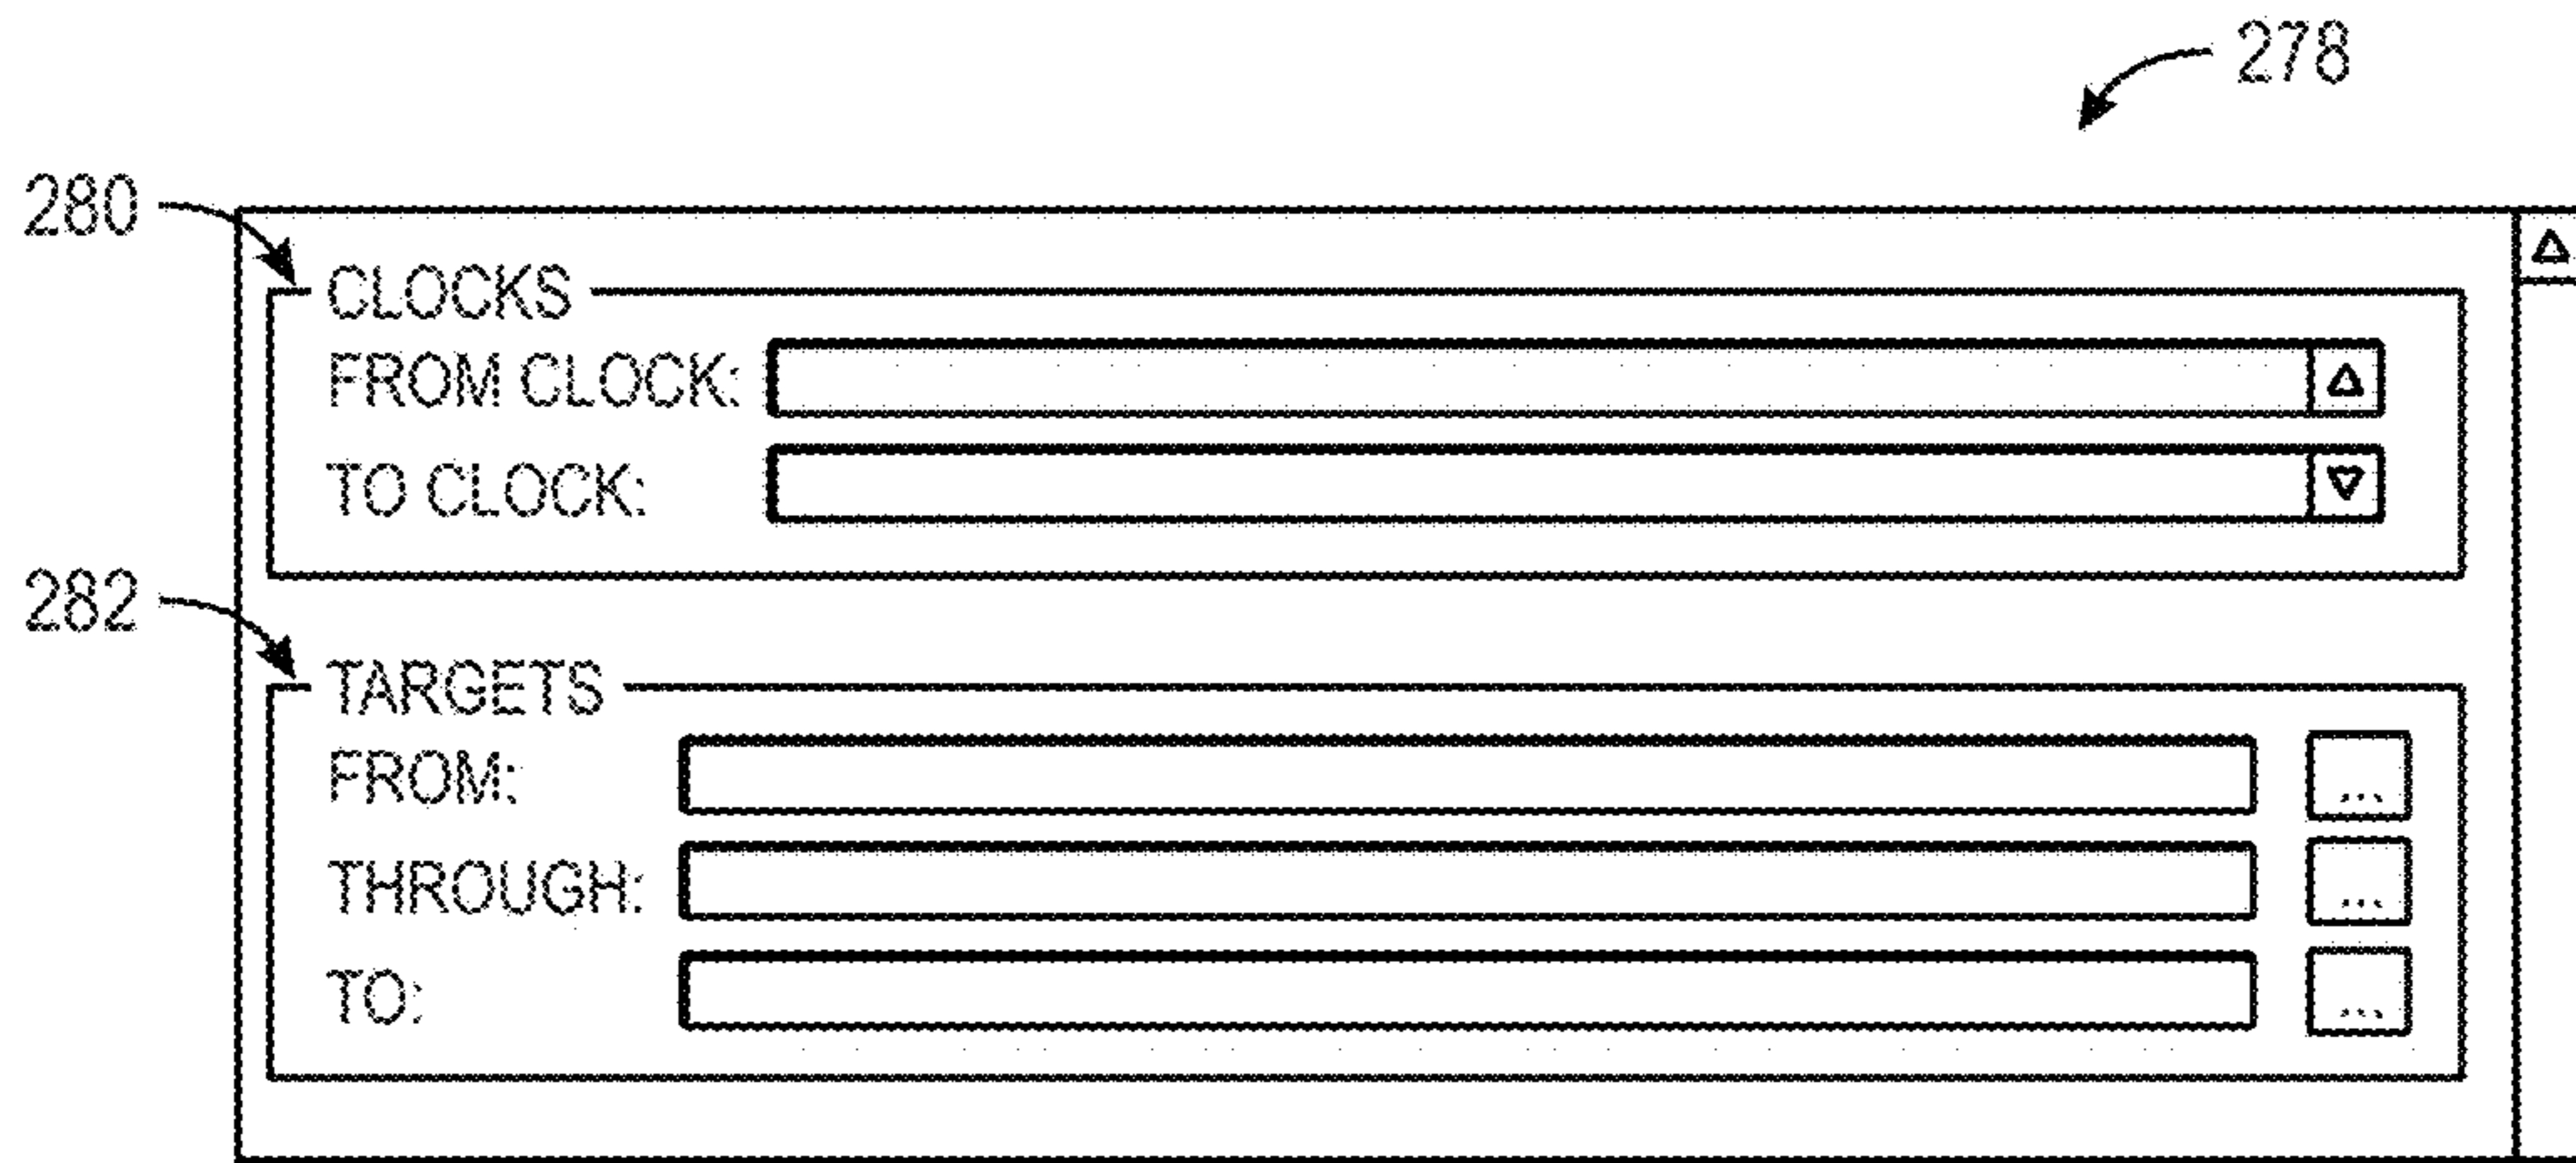 278
280
CLOCKS
FROM CLOCK:
TO CLOCK:
282
TARGETS
FROM: ...
THROUGH: ...
TO: ...